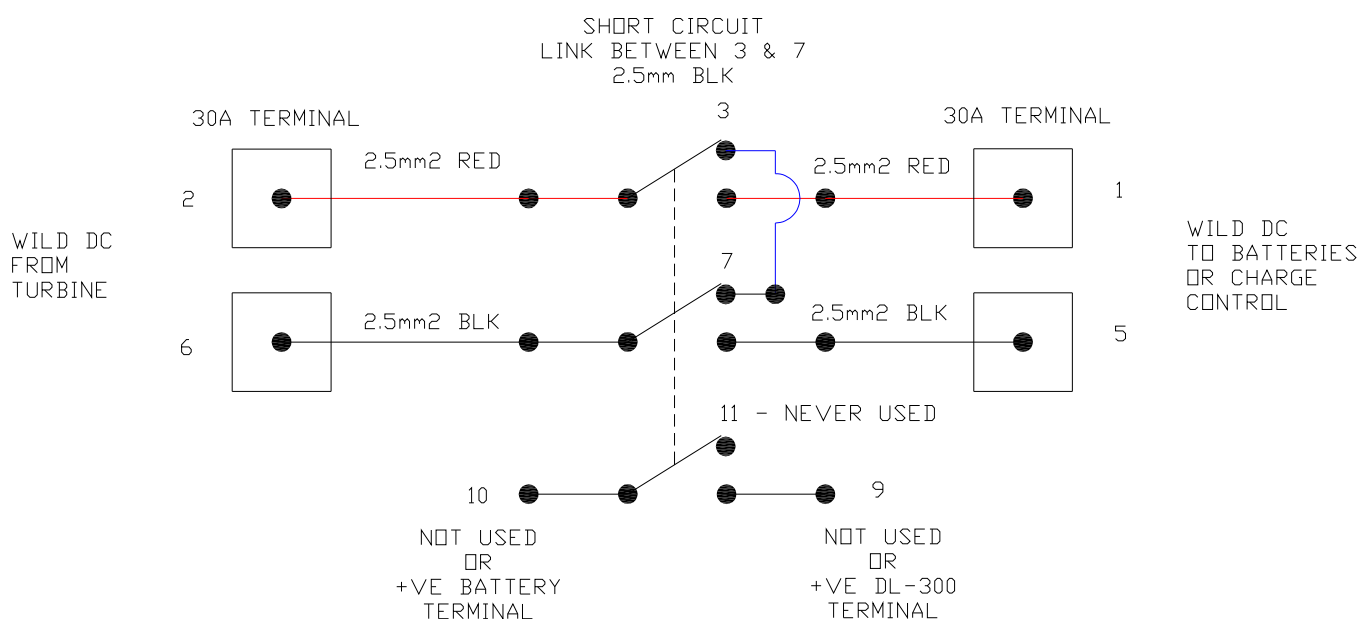 SHORT CIRCUIT
LINK BETWEEN 3 & 7
2.5mm BLK
3
30A TERMINAL
30A TERMINAL
2.5mm2 RED
2.5mm2 RED
2
1
WILD DC
FROM
TURBINE
WILD DC
TO BATTERIES
OR CHARGE
CONTROL
7
2.5mm2 BLK
2.5mm2 BLK
6
5
11 - NEVER USED
10
9
NOT USED
OR
+VE BATTERY
TERMINAL
NOT USED
OR
+VE DL-300
TERMINAL